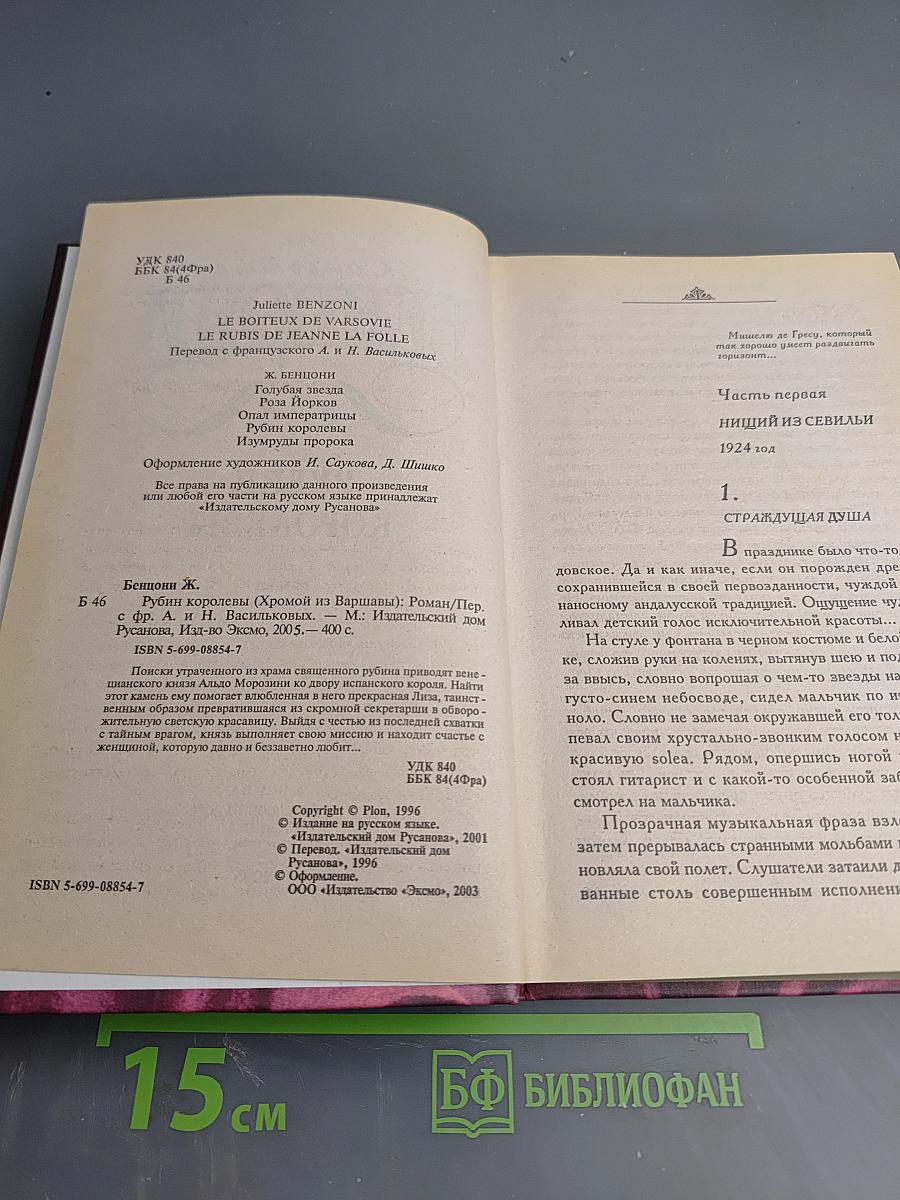 УДК 840
ББК 84(4Фра)
Б 46
Juliette BENZONI
LE BOITEUX DE VARSOVIE
LE RUBIS DE JEANNE LA FOLLE
Перевод с французского А. и Н. Васильковых
Ж. БЕНЦОНИ
Голубая звезда
Роза Йорков
Опал императрицы
Рубин королевы
Изумруды пророка
Оформление художников И. Саукова, Д. Шишко
Все права на публикацию данного произведения
или любой его части на русском языке принадлежат
«Издательскому дому Русанова»
Бенцони Ж.
Б 46 Рубин королевы (Хромой из Варшавы): Роман/Пер.
с фр. А. и Н. Васильковых. — М.: Издательский дом
Русанова, Изд-во Эксмо, 2005.— 400 с.
ISBN 5-699-08854-7
Поиски утраченного из храма священного рубина приводят вене-
цианского князя Альдо Морозини ко двору испанского короля. Найти
этот камень ему помогает влюбленная в него прекрасная Лиза, таинст-
венным образом превратившаяся из скромной секретарши в обворо-
жительную светскую красавицу. Выйдя с честью из последней схватки
с тайным врагом, князь выполняет свою миссию и находит счастье с
женщиной, которую давно и беззаветно любит...
УДК 840
ББК 84(4Фра)
Copyright © Plon, 1996
© Издание на русском языке.
«Издательский дом Русанова», 2001
© Перевод. «Издательский дом
Русанова», 1996
© Оформление.
ООО «Издательство «Эксмо», 2003
ISBN 5-699-08854-7
Мишелю де Гресу, который
так хорошо умеет раздвигать
горизонт...
Часть первая
НИЩИЙ ИЗ СЕВИЛЬИ
1924 год
1.
СТРАЖДУЩАЯ ДУША
В празднике было что-то
довское. Да и как иначе, если он порожден дре
сохранившейся в своей первозданности, чуждой
наносному андалусской традицией. Ощущение чуд
ливал детский голос исключительной красоты...
На стуле у фонтана в черном костюме и бело
ке, сложив руки на коленях, вытянув шею и под
за ввысь, словно вопрошая о чем-то звезды на
густо-синем небосводе, сидел мальчик по и
ноло. Словно не замечая окружавшей его тол
певал своим хрустально-звонким голосом н
красивую solea. Рядом, опершись ногой
стоял гитарист и с какой-то особенной заб
смотрел на мальчика.
Прозрачная музыкальная фраза взл
затем прерывалась странными мольбами
новляла свой полет. Слушатели затаили д
ванные столь совершенным исполнени
15 см
БФ БИБЛИОФАН